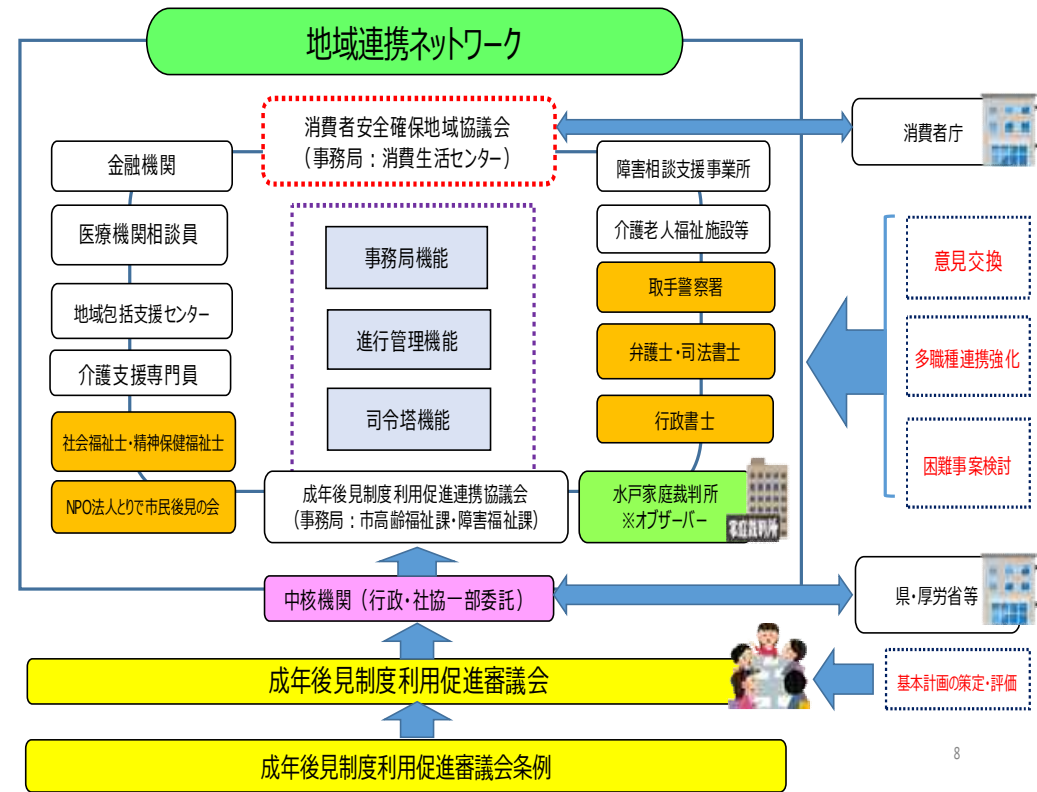 地域連携ネットワーク
消費者安全確保地域協議会
（事務局：消費生活センター）
消費者庁
金融機関
医療機関相談員
地域包括支援センター
介護支援専門員
社会福祉士・精神保健福祉士
NPO法人とりで市民後見の会
事務局機能
進行管理機能
司令塔機能
障害相談支援事業所
介護老人福祉施設等
取手警察署
弁護士・司法書士
行政書士
水戸家庭裁判所
※オブザーバー
家庭裁判所
意見交換
多職種連携強化
困難事案検討
成年後見制度利用促進連携協議会
（事務局：市高齢福祉課・障害福祉課）
中核機関（行政・社協一部委託）
県・厚労省等
成年後見制度利用促進審議会
基本計画の策定・評価
成年後見制度利用促進審議会条例
8